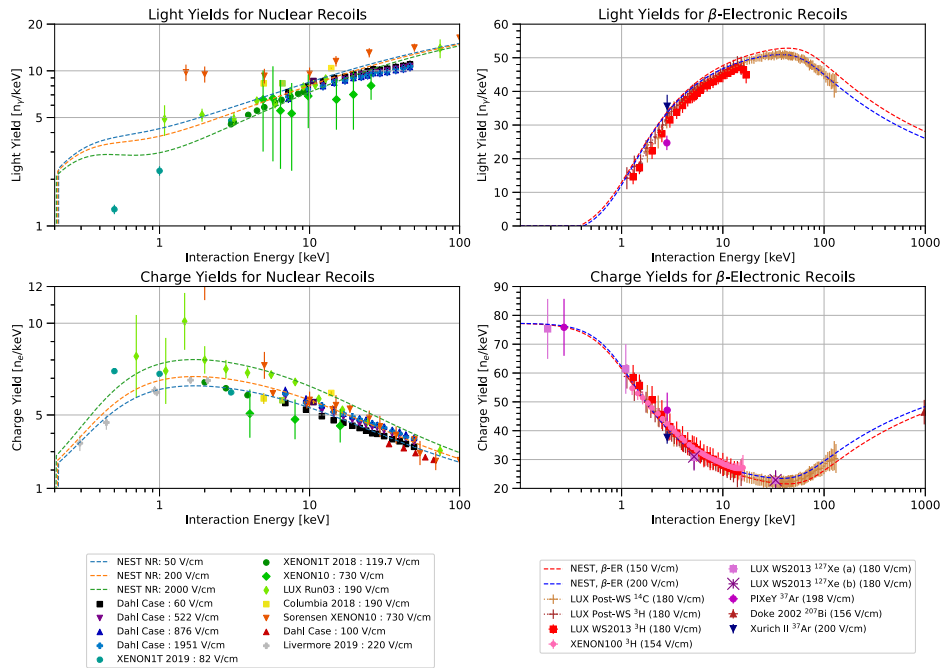 Light Yields for Nuclear Recoils
Light Yield [nγ/keV]
20
10
5
2
1
1
10
100
Interaction Energy [keV]
Light Yields for β-Electronic Recoils
Light Yield [nγ/keV]
60
50
40
30
20
10
0
1
10
100
1000
Interaction Energy [keV]
Charge Yields for Nuclear Recoils
Charge Yield [nₑ/keV]
12
10
5
1
1
10
100
Interaction Energy [keV]
Charge Yields for β-Electronic Recoils
Charge Yield [nₑ/keV]
90
80
70
60
50
40
30
20
1
10
100
1000
Interaction Energy [keV]
NEST NR: 50 V/cm
NEST NR: 200 V/cm
NEST NR: 2000 V/cm
Dahl Case : 60 V/cm
Dahl Case : 522 V/cm
Dahl Case : 876 V/cm
Dahl Case : 1951 V/cm
XENON1T 2019 : 82 V/cm
XENON1T 2018 : 119.7 V/cm
XENON10 : 730 V/cm
LUX Run03 : 190 V/cm
Columbia 2018 : 190 V/cm
Sorensen XENON10 : 730 V/cm
Dahl Case : 100 V/cm
Livermore 2019 : 220 V/cm
NEST, β-ER (150 V/cm)
NEST, β-ER (200 V/cm)
LUX Post-WS ¹⁴C (180 V/cm)
LUX Post-WS ³H (180 V/cm)
LUX WS2013 ³H (180 V/cm)
XENON100 ³H (154 V/cm)
LUX WS2013 ¹²⁷Xe (a) (180 V/cm)
LUX WS2013 ¹²⁷Xe (b) (180 V/cm)
PIXeY ³⁷Ar (198 V/cm)
Doke 2002 ²⁰⁷Bi (156 V/cm)
Xurich II ³⁷Ar (200 V/cm)